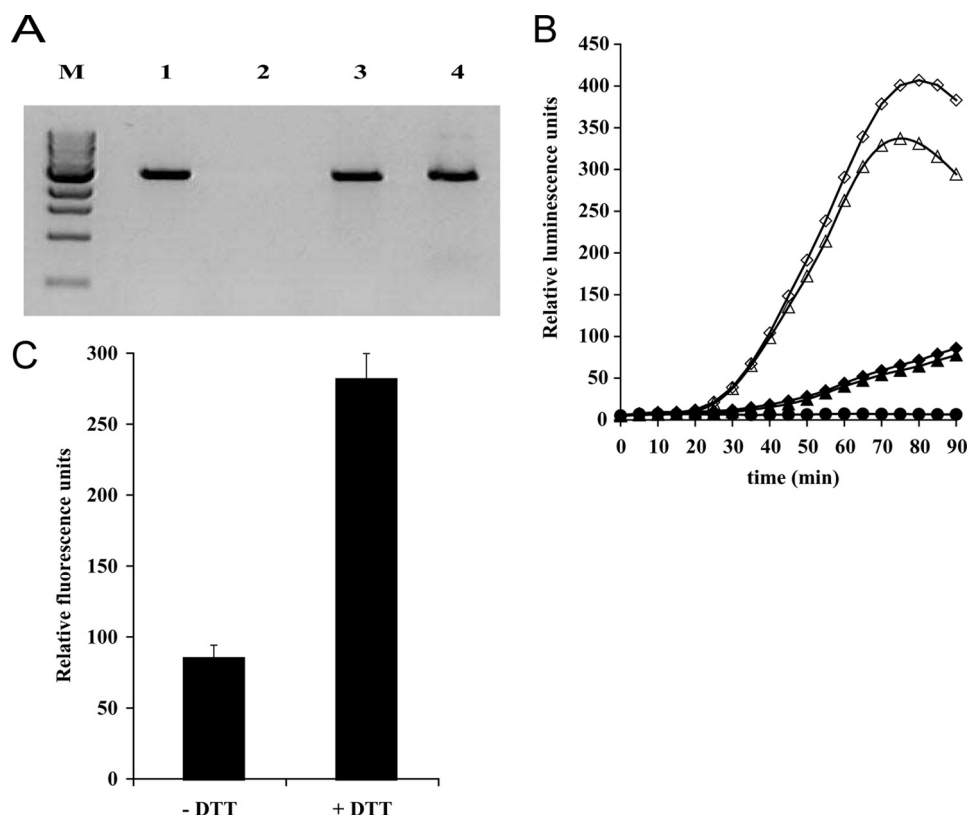 A
M 1 2 3 4
B
450
400
350
300
250
200
150
100
50
0
Relative luminescence units
0 10 20 30 40 50 60 70 80 90
time (min)
C
300
250
200
150
100
50
0
Relative fluorescence units
- DTT + DTT